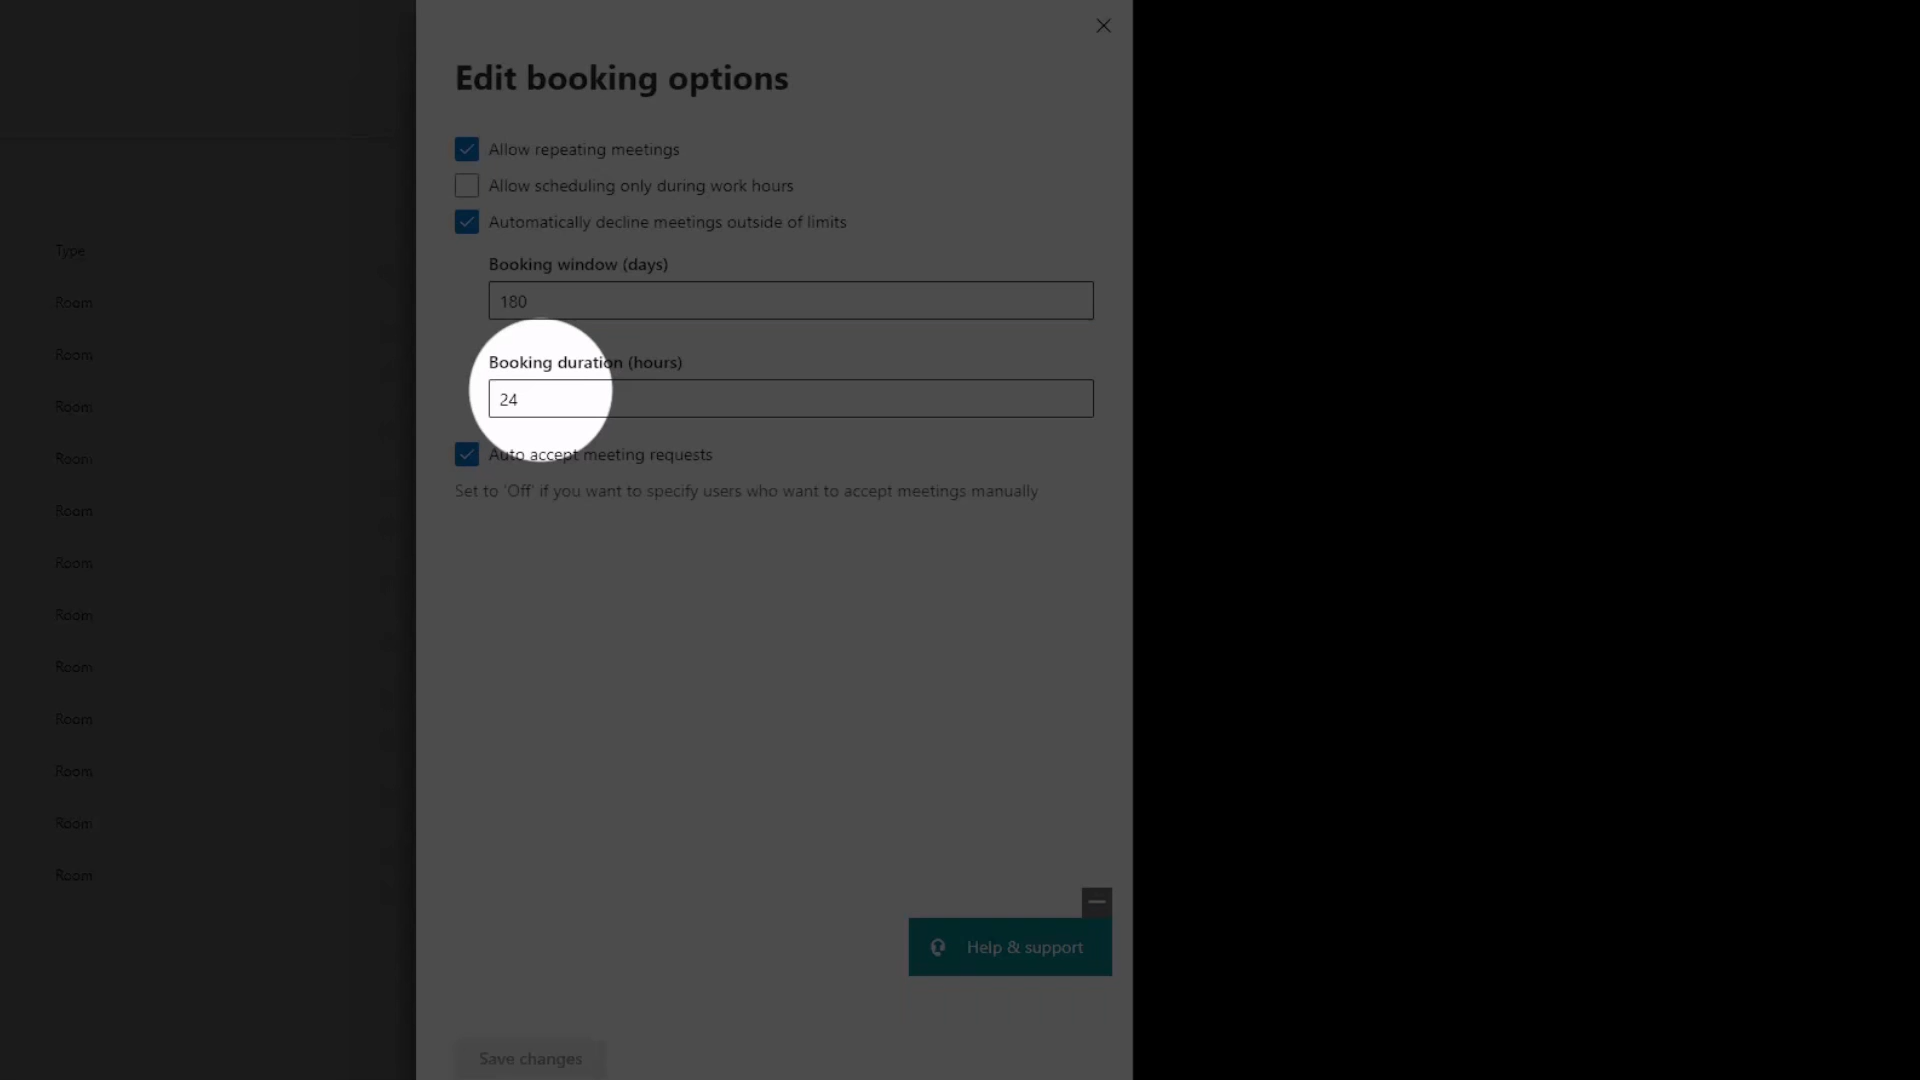 Edit booking options
Allow repeating meetings
Allow scheduling only during work hours
Automatically decline meetings outside of limits
Booking window (days)
180
Booking duration (hours)
24
Auto accept meeting requests
Set to 'Off' if you want to specify users who want to accept meetings manually
Type
Room
Room
Room
Room
Room
Room
Room
Room
Room
Room
Room
Room
Help & support
Save changes